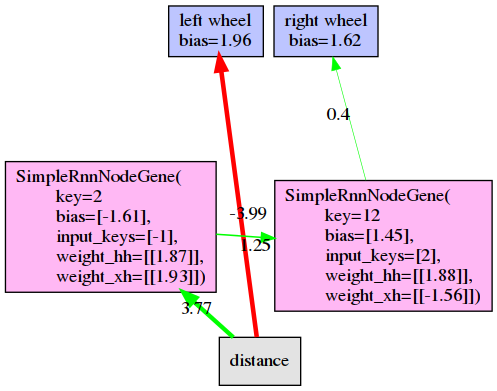 left wheel
bias=1.96
right wheel
bias=1.62
0.4
SimpleRnnNodeGene(
key=2
bias=[-1.61],
input_keys=[-1],
weight_hh=[[1.87]],
weight_xh=[[1.93]])
-3.99
1.25
SimpleRnnNodeGene(
key=12
bias=[1.45],
input_keys=[2],
weight_hh=[[1.88]],
weight_xh=[[-1.56]])
3.77
distance